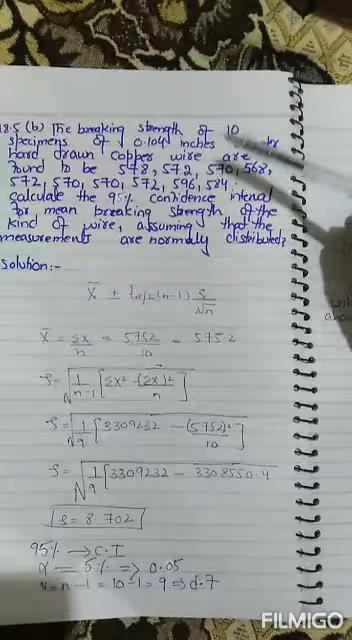 18.5 (b) The breaking strength of 10
specimens of 0.104 inches
hard drawn copper wire are
found to be 578, 572, 570, 568,
572, 570, 570, 572, 596, 584.
calculate the 95% confidence
for mean breaking strength of the
kind of wire, assuming that the
measurements are normaly distributed?
Solution:-
X̄ ± tα/2(n-1) S/√n
X̄ = Σx/n = 5752/10 = 575.2
S = √1/n-1 [Σx² - (Σx)²/n]
S = √1/9 [3309232 - (5752)²/10]
S = √1/9 [3309232 - 3308550.4]
S = 8.702
95% → C.I
α = 5% => 0.05
v = n-1 = 10-1 = 9 => d.f
FILMIGO